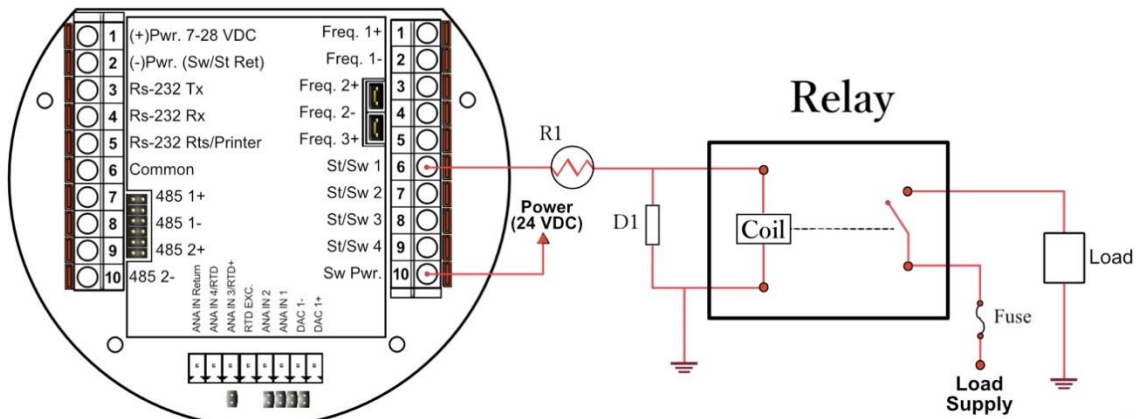 1 (+)Pwr. 7-28 VDC
2 (-)Pwr. (Sw/St Ret)
3 Rs-232 Tx
4 Rs-232 Rx
5 Rs-232 Rts/Printer
6 Common
7 485 1+
8 485 1-
9 485 2+
10 485 2-
Freq. 1+ 1
Freq. 1- 2
Freq. 2+ 3
Freq. 2- 4
Freq. 3+ 5
St/Sw 1 6
St/Sw 2 7
St/Sw 3 8
St/Sw 4 9
Sw Pwr. 10
ANA IN Return
ANA IN 4/RTD
ANA IN 3/RTD+
RTD EXC.
ANA IN 2
ANA IN 1
DAC 1-
DAC 1+
Power
(24 VDC)
R1
D1
Relay
Coil
Load
Fuse
Load
Supply